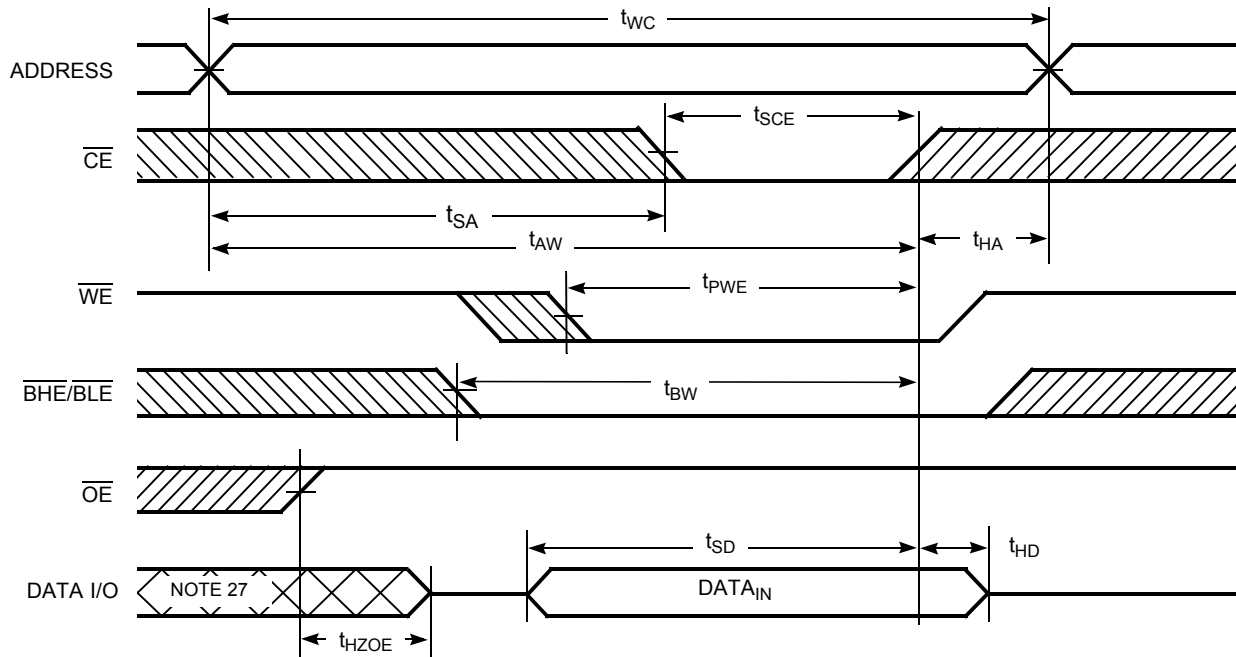 tWC
ADDRESS
tSCE
CE
tSA
tAW
tHA
WE
tPWE
BHE/BLE
tBW
OE
tSD
tHD
DATA I/O
NOTE 27
DATAIN
tHZOE